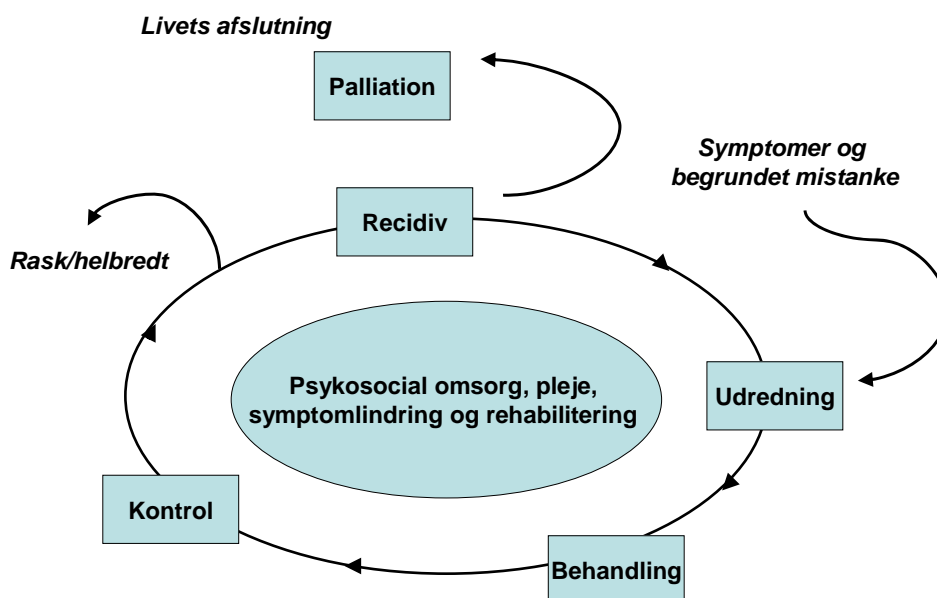 Livets afslutning
Palliation
Symptomer og
begrundet mistanke
Recidiv
Rask/helbredt
Psykosocial omsorg, pleje,
symptomlindring og rehabilitering
Udredning
Kontrol
Behandling